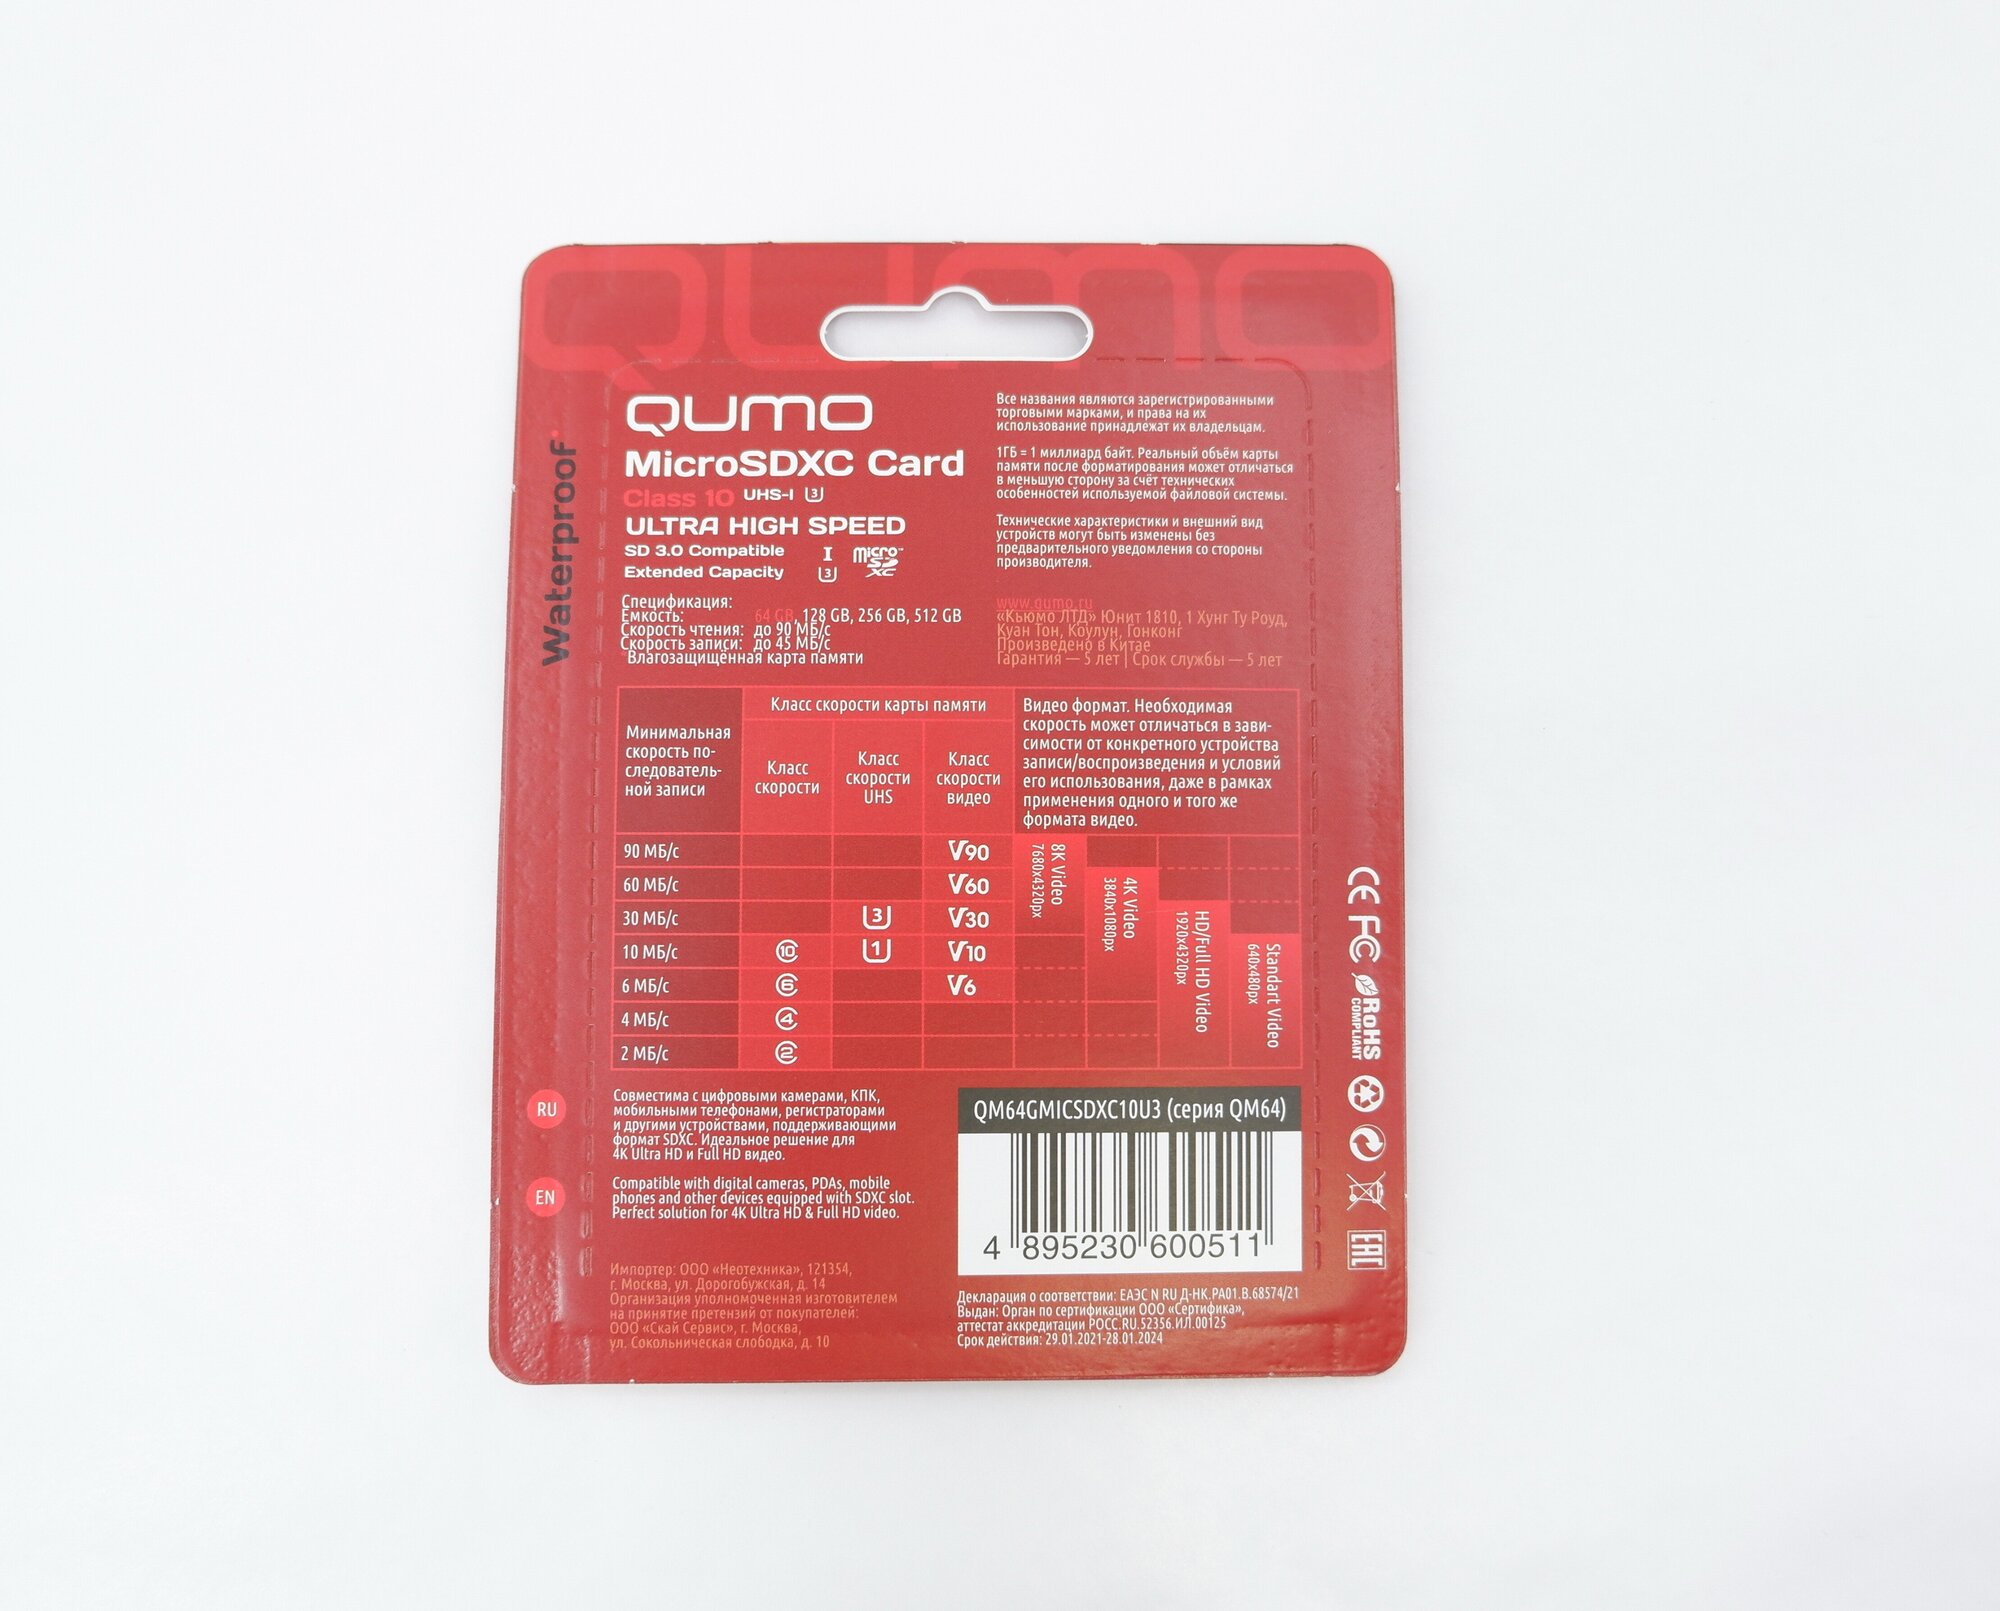 QUMO
Waterproof*
QUMO
MicroSDXC Card
Class 10 UHS-I 3
ULTRA HIGH SPEED
SD 3.0 Compatible I micro SD XC
Extended Capacity 3
Спецификация:
Емкость: 64 GB, 128 GB, 256 GB, 512 GB
Скорость чтения: до 90 МБ/с
Скорость записи: до 45 МБ/с
*Влагозащищённая карта памяти
Все названия являются зарегистрированными
торговыми марками, и права на их
использование принадлежат их владельцам.
1ГБ = 1 миллиард байт. Реальный объём карты
памяти после форматирования может отличаться
в меньшую сторону за счёт технических
особенностей используемой файловой системы.
Технические характеристики и внешний вид
устройств могут быть изменены без
предварительного уведомления со стороны
производителя.
www.qumo.ru
«Кьюмо ЛТД» Юнит 1810, 1 Хунг Ту Роуд,
Куан Тон, Коулун, Гонконг
Произведено в Китае
Гарантия — 5 лет | Срок службы — 5 лет
Минимальная
скорость по-
следователь-
ной записи
Класс скорости карты памяти
Класс
скорости
Класс
скорости
UHS
Класс
скорости
видео
Видео формат. Необходимая
скорость может отличаться в зави-
симости от конкретного устройства
записи/воспроизведения и условий
его использования, даже в рамках
применения одного и того же
формата видео.
90 МБ/с V90
60 МБ/с V60
30 МБ/с 3 V30
10 МБ/с 10 1 V10
6 МБ/с 6 V6
4 МБ/с 4
2 МБ/с 2
8K Video
7680x4320px
4K Video
3840x1080px
HD/Full HD Video
1920x4320px
Standart Video
640x480px
CE FC RoHS
COMPLIANT
EAC
RU
Совместима с цифровыми камерами, КПК,
мобильными телефонами, регистраторами
и другими устройствами, поддерживающими
формат SDXC. Идеальное решение для
4K Ultra HD и Full HD видео.
EN
Compatible with digital cameras, PDAs, mobile
phones and other devices equipped with SDXC slot.
Perfect solution for 4K Ultra HD & Full HD video.
Импортер: ООО «Неотехника», 121354,
г. Москва, ул. Дорогобужская, д. 14
Организация уполномоченная изготовителем
на принятие претензий от покупателей:
ООО «Скай Сервис», г. Москва,
ул. Сокольническая слободка, д. 10
QM64GMICSDXC10U3 (серия QM64)
4 895230 600511
Декларация о соответствии: ЕАЭС N RU Д-НК.РА01.В.68574/21
Выдан: Орган по сертификации ООО «Сертифика»,
аттестат аккредитации РОСС.RU.52356.ИЛ.00125
Срок действия: 29.01.2021-28.01.2024